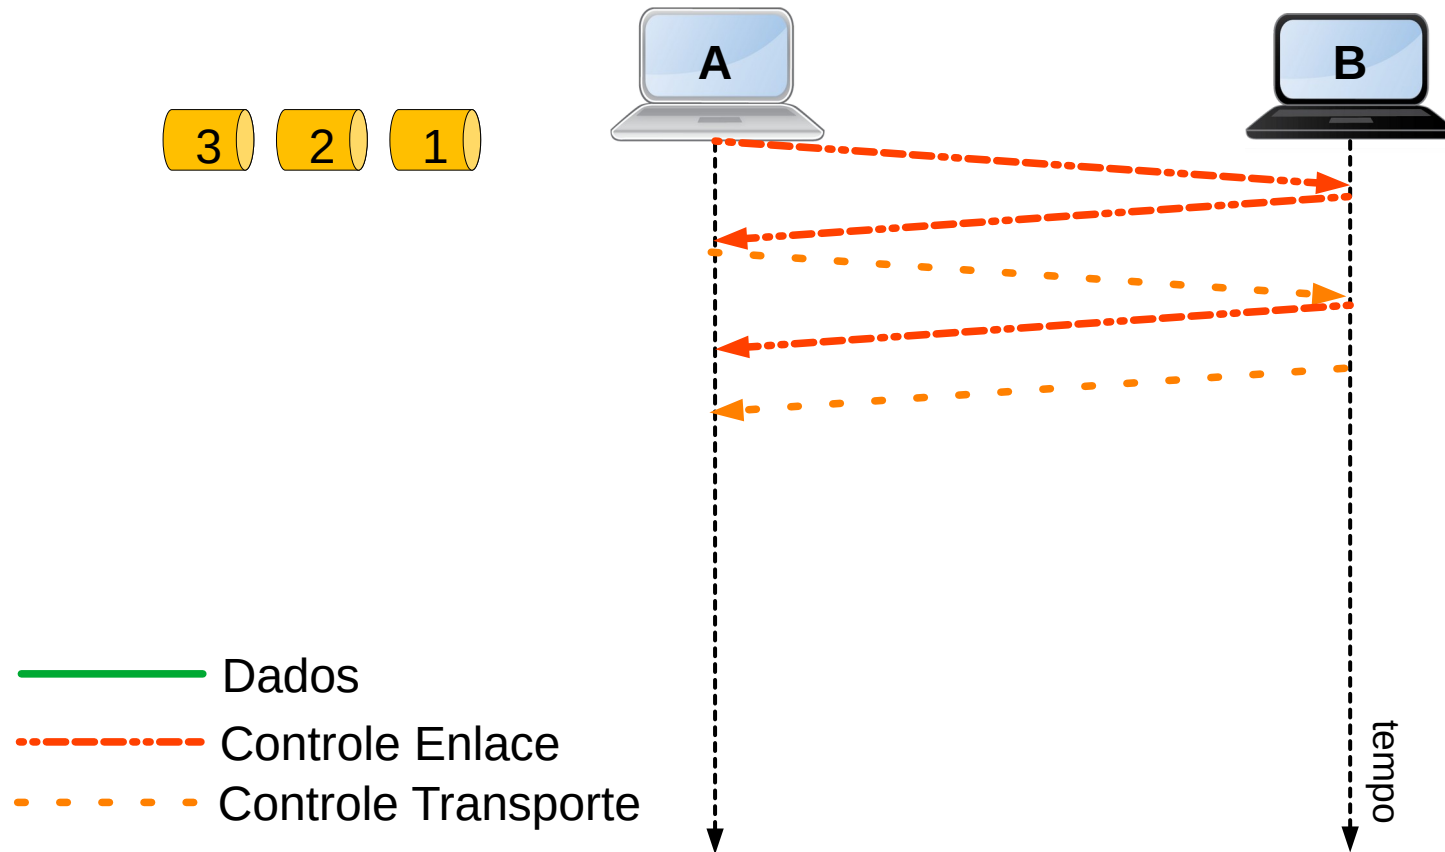 A
B
3 2 1
Dados
Controle Enlace
Controle Transporte
tempo